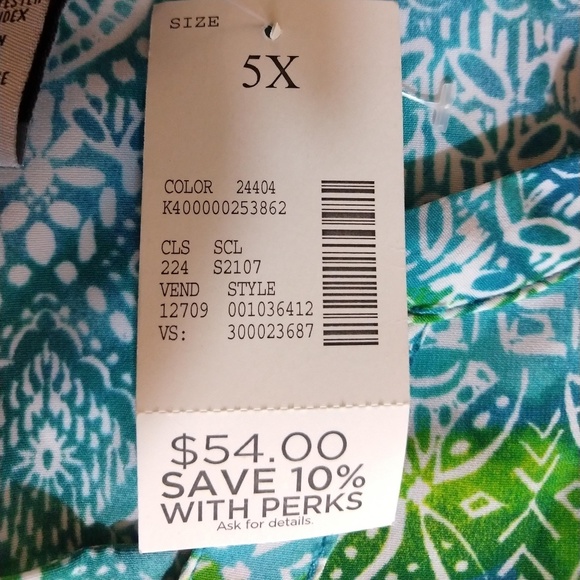 SIZE
5X
COLOR 24404
K400000253862
CLS SCL
224 S2107
VEND STYLE
12709 001036412
VS: 300023687
$54.00
SAVE 10%
WITH PERKS
Ask for details.